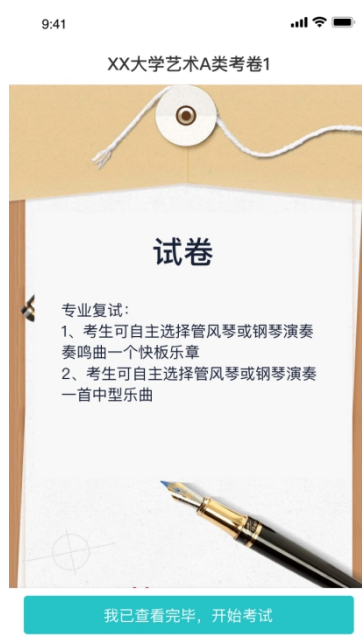 9:41
XX大学艺术A类考卷1
试卷
专业复试：
1、考生可自主选择管风琴或钢琴演奏
奏鸣曲一个快板乐章
2、考生可自主选择管风琴或钢琴演奏
一首中型乐曲
我已查看完毕，开始考试